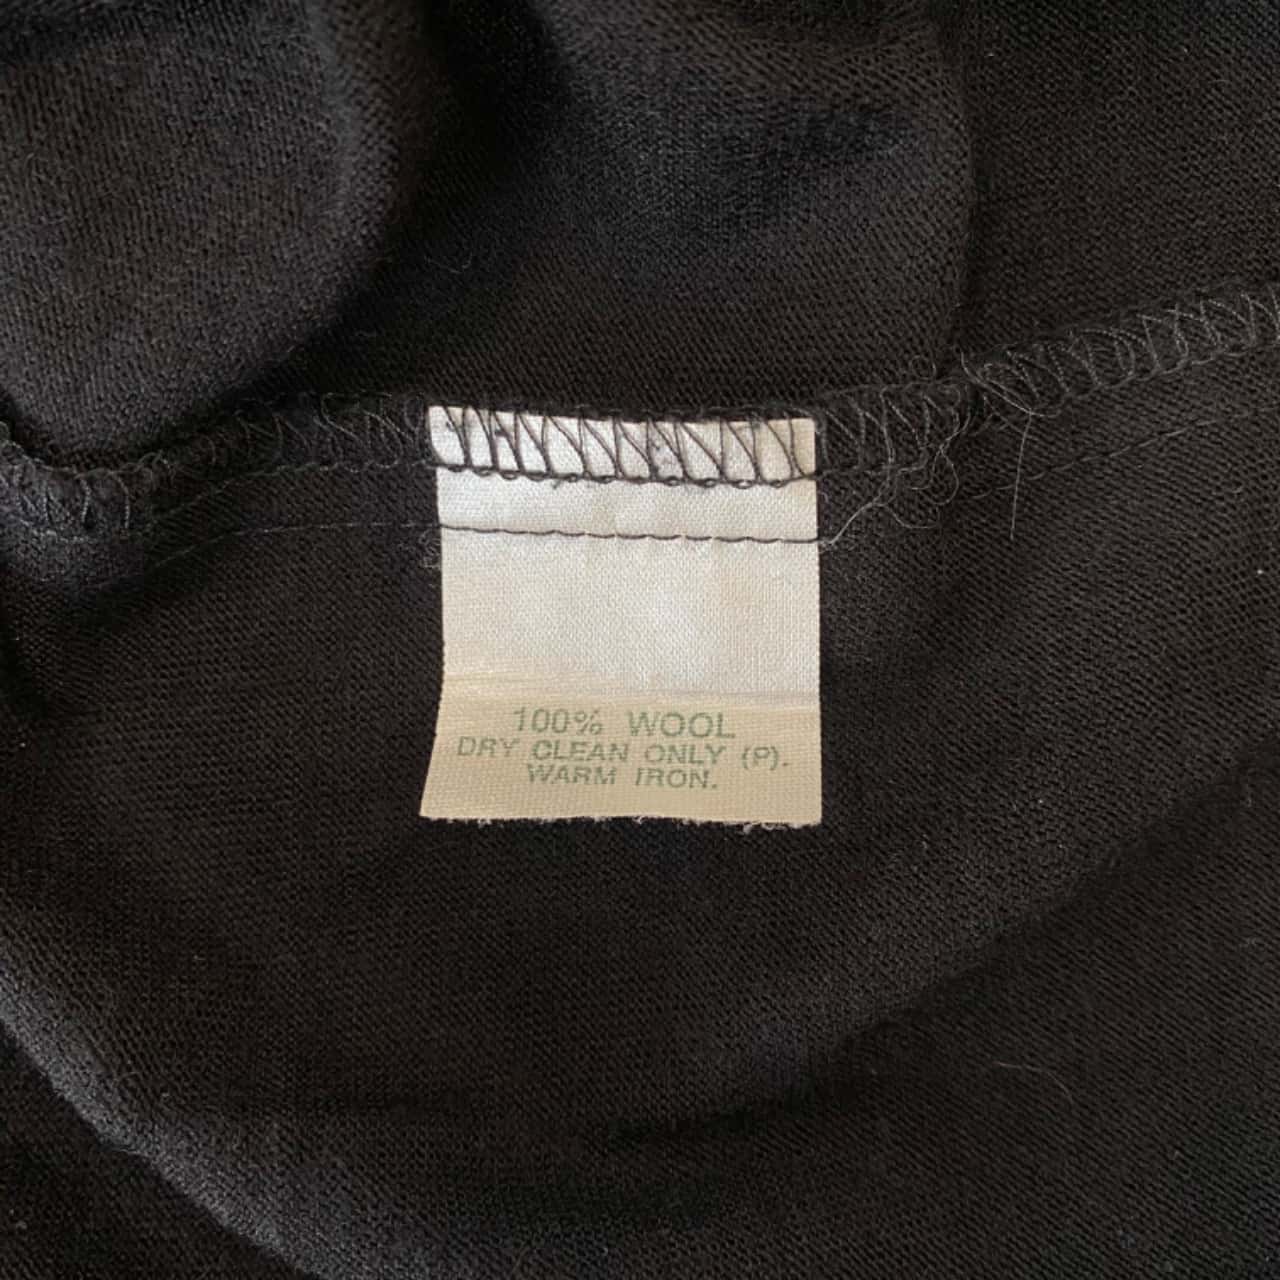 100% WOOL
DRY CLEAN ONLY (P).
WARM IRON.